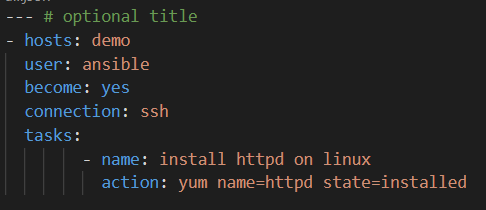 --- # optional title
- hosts: demo
  user: ansible
  become: yes
  connection: ssh
  tasks:
        - name: install httpd on linux
          action: yum name=httpd state=installed